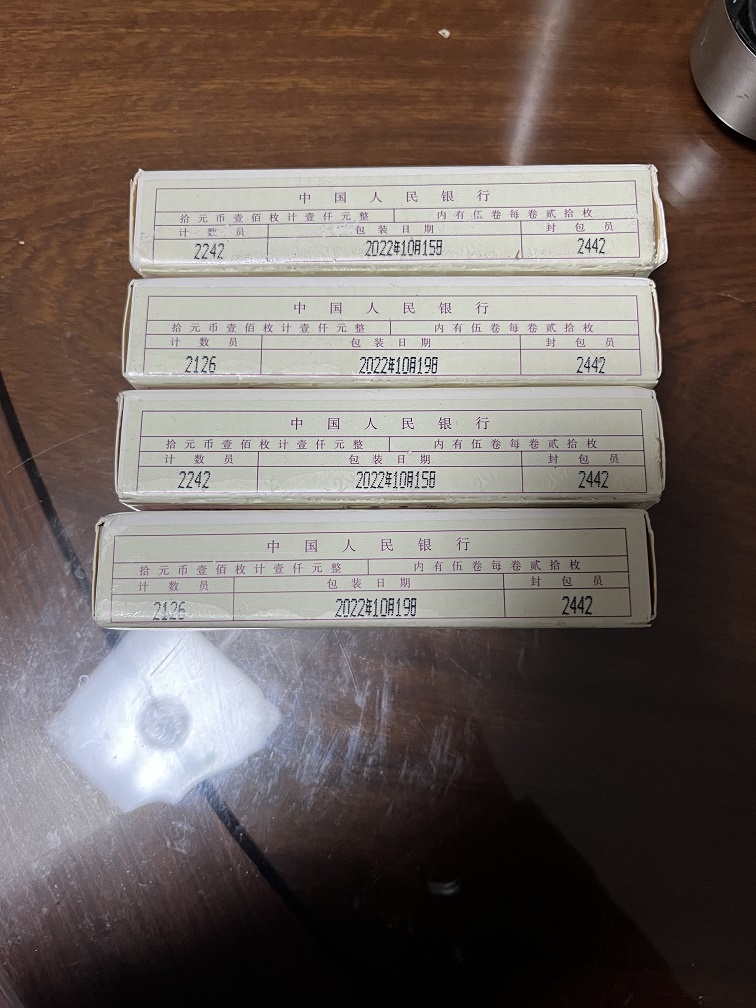 中国人民银行
拾元币壹佰枚计壹仟元整 内有伍卷每卷贰拾枚
计数员 包装日期 封包员
2242 2022年10月15日 2442
中国人民银行
拾元币壹佰枚计壹仟元整 内有伍卷每卷贰拾枚
计数员 包装日期 封包员
2126 2022年10月19日 2442
中国人民银行
拾元币壹佰枚计壹仟元整 内有伍卷每卷贰拾枚
计数员 包装日期 封包员
2242 2022年10月15日 2442
中国人民银行
拾元币壹佰枚计壹仟元整 内有伍卷每卷贰拾枚
计数员 包装日期 封包员
2126 2022年10月19日 2442